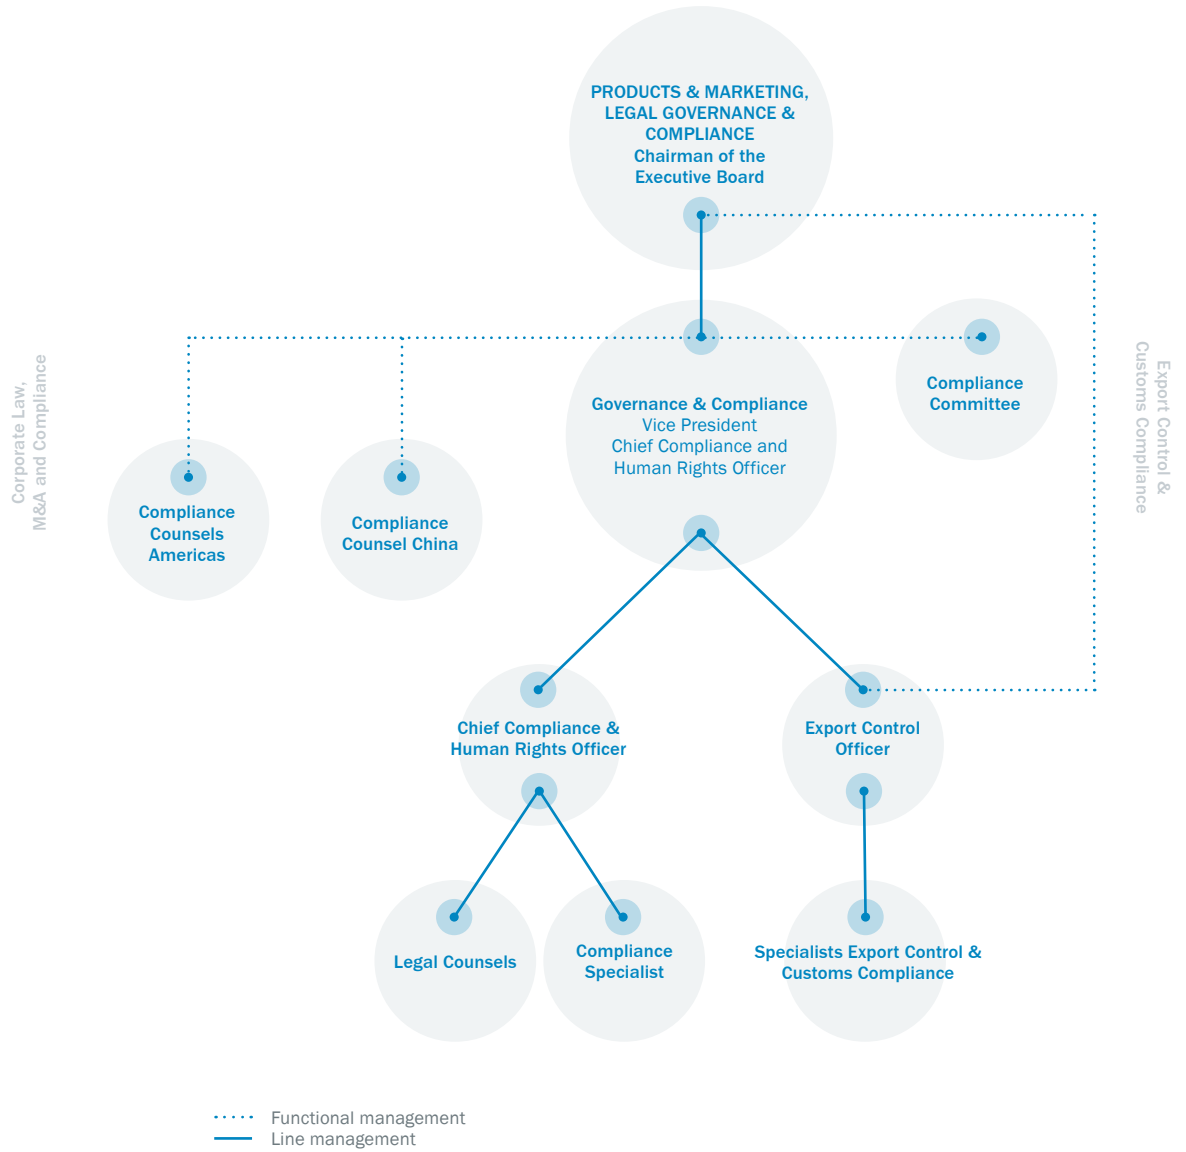 PRODUCTS & MARKETING,
LEGAL GOVERNANCE &
COMPLIANCE
Chairman of the
Executive Board
Corporate Law,
M&A and Compliance
Export Control &
Customs Compliance
Compliance
Committee
Governance & Compliance
Vice President
Chief Compliance and
Human Rights Officer
Compliance
Counsels
Americas
Compliance
Counsel China
Chief Compliance &
Human Rights Officer
Export Control
Officer
Legal Counsels
Compliance
Specialist
Specialists Export Control &
Customs Compliance
Functional management
Line management